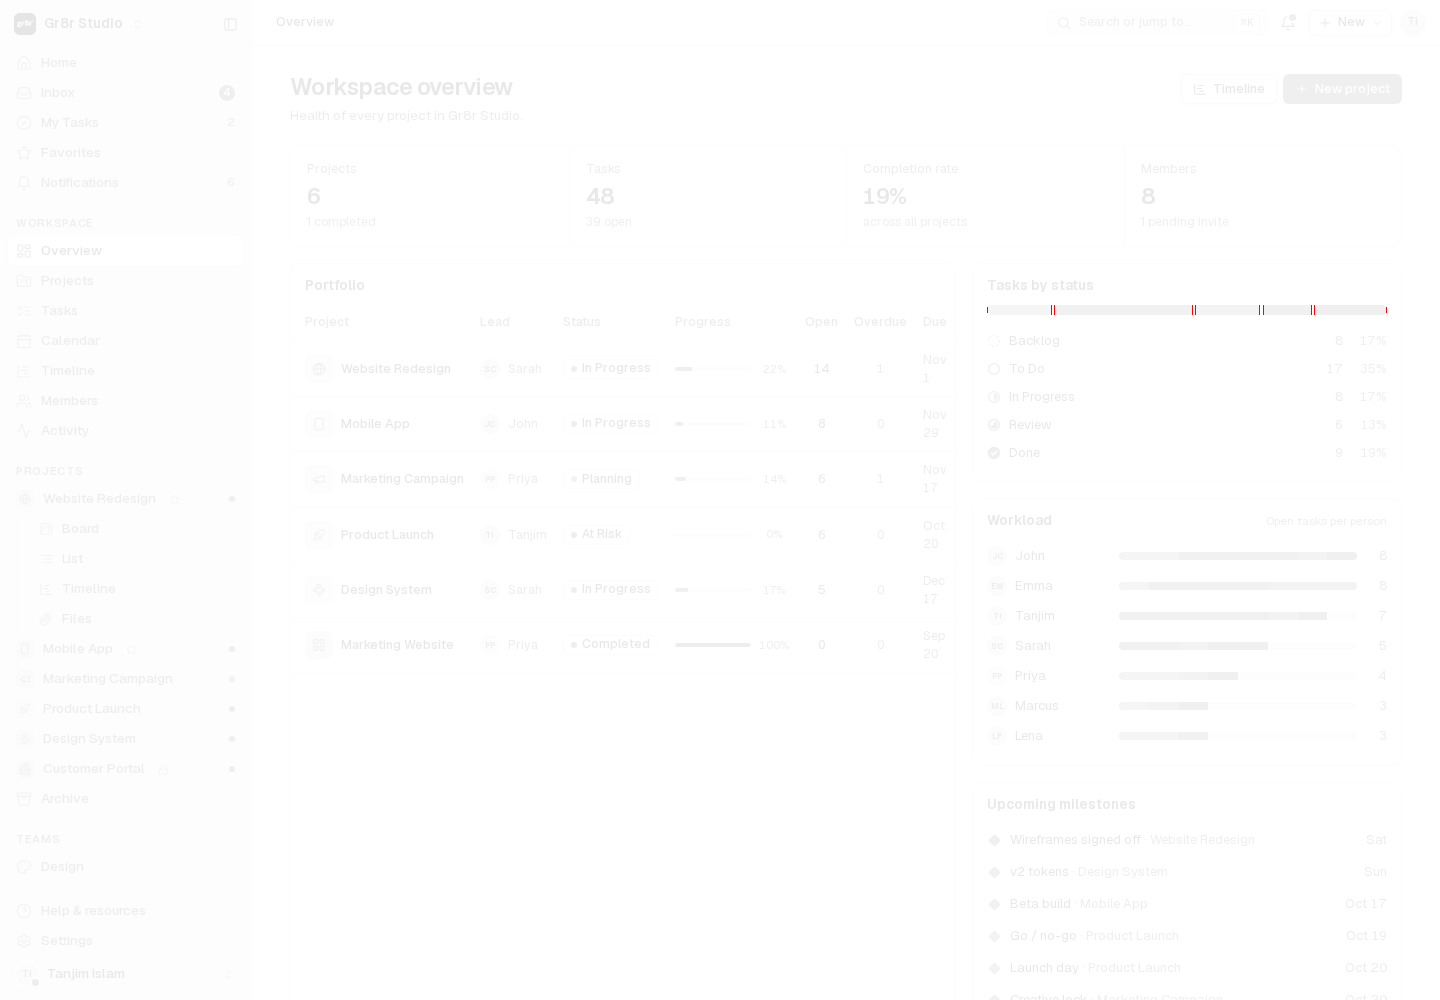 Gr8r Studio
Home
Inbox 4
My Tasks 2
Favorites
Notifications 6
WORKSPACE
Overview
Projects
Tasks
Calendar
Timeline
Members
Activity
PROJECTS
Website Redesign
Board
List
Timeline
Files
Mobile App
Marketing Campaign
Product Launch
Design System
Customer Portal
Archive
TEAMS
Design
Help & resources
Settings
TI Tanjim Islam
Overview
Search or jump to... ⌘K
New
TI
Workspace overview
Health of every project in Gr8r Studio.
Timeline
New project
Projects
6
1 completed
Tasks
48
39 open
Completion rate
19%
across all projects
Members
8
1 pending invite
Portfolio
Project Lead Status Progress Open Overdue Due
Website Redesign SC Sarah In Progress 22% 14 1 Nov 1
Mobile App JC John In Progress 11% 8 0 Nov 29
Marketing Campaign PP Priya Planning 14% 6 1 Nov 17
Product Launch TI Tanjim At Risk 0% 6 0 Oct 20
Design System SC Sarah In Progress 17% 5 0 Dec 17
Marketing Website PP Priya Completed 100% 0 0 Sep 20
Tasks by status
Backlog 8 17%
To Do 17 35%
In Progress 8 17%
Review 6 13%
Done 9 19%
Workload Open tasks per person
JC John 8
EW Emma 8
TI Tanjim 7
SC Sarah 5
PP Priya 4
ML Marcus 3
Lena 3
Upcoming milestones
Wireframes signed off · Website Redesign Sat
v2 tokens · Design System Sun
Beta build · Mobile App Oct 17
Go / no-go · Product Launch Oct 19
Launch day · Product Launch Oct 20
Creative lock · Marketing Campaign Oct 20